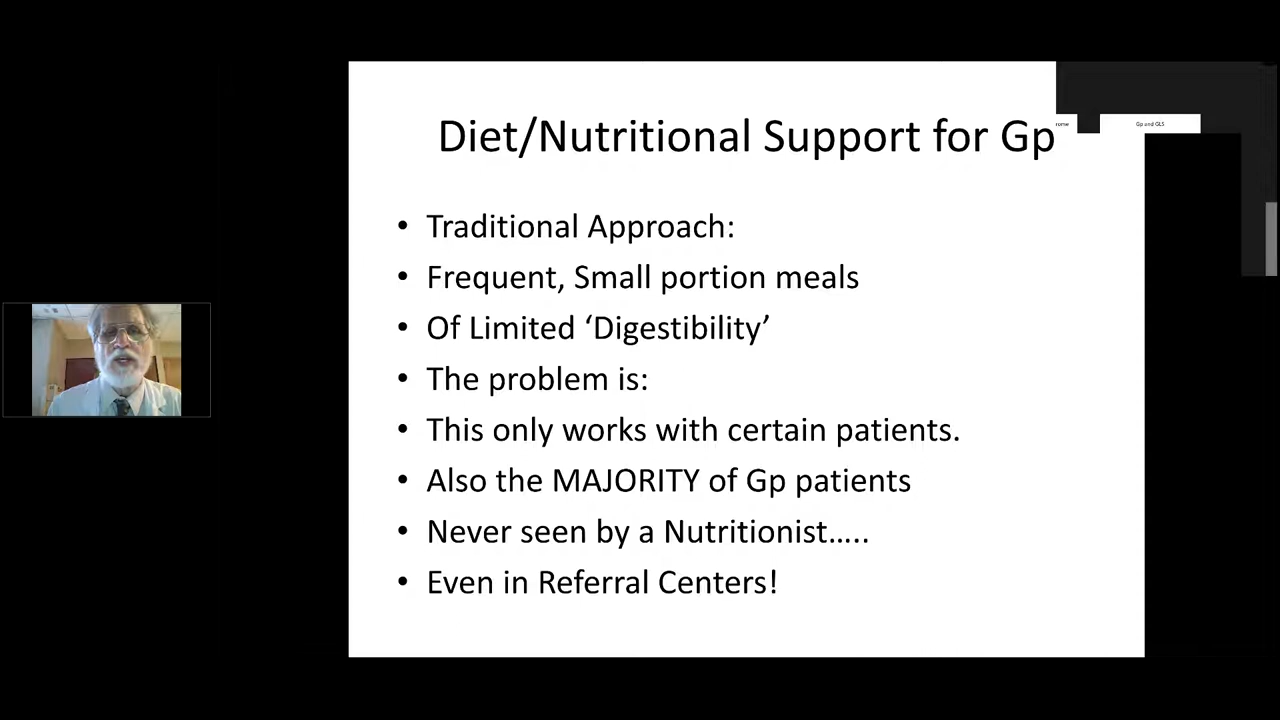 Diet/Nutritional Support for Gp
rome
Gp and GLS
• Traditional Approach:
• Frequent, Small portion meals
• Of Limited ‘Digestibility’
• The problem is:
• This only works with certain patients.
• Also the MAJORITY of Gp patients
• Never seen by a Nutritionist…..
• Even in Referral Centers!